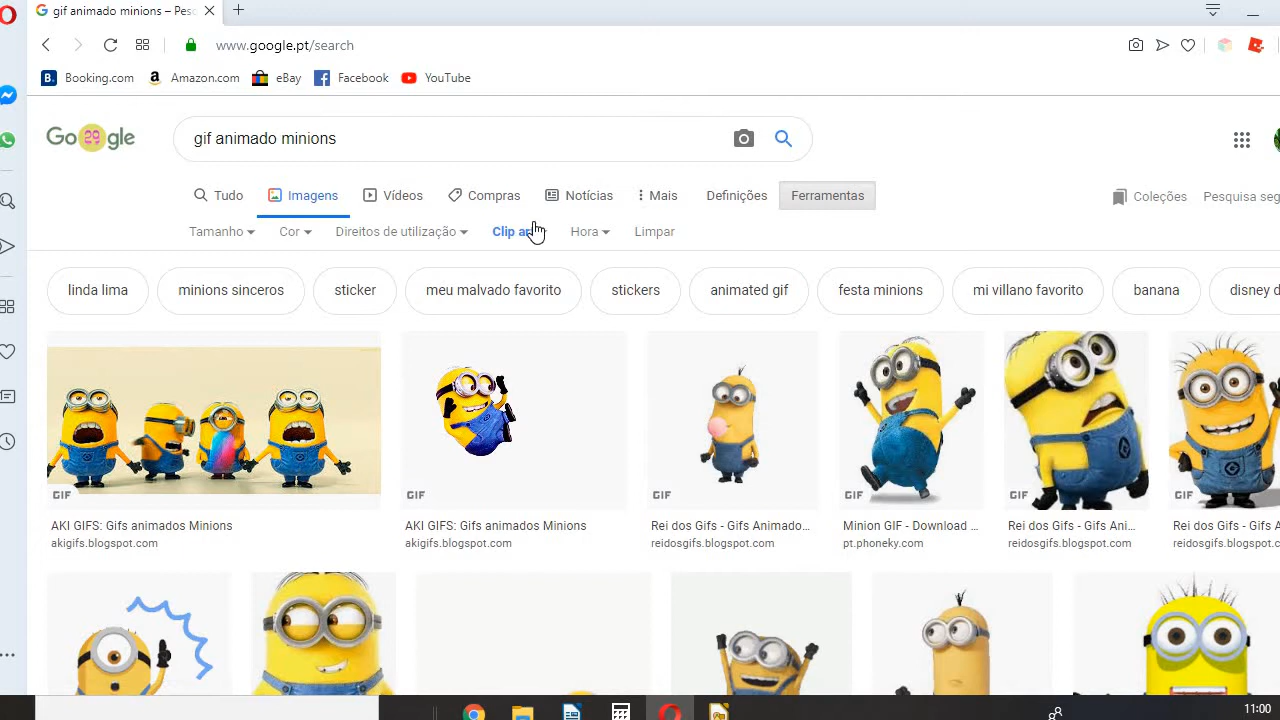 gif animado minions – Pes
www.google.pt/search
Booking.com Amazon.com eBay Facebook YouTube
Go29gle gif animado minions
Tudo Imagens Vídeos Compras Notícias Mais Definições Ferramentas Coleções Pesquisa seg
Tamanho Cor Direitos de utilização Clip ar Hora Limpar
linda lima minions sinceros sticker meu malvado favorito stickers animated gif festa minions mi villano favorito banana disney d
GIF GIF GIF GIF GIF GIF
AKI GIFS: Gifs animados Minions AKI GIFS: Gifs animados Minions Rei dos Gifs - Gifs Animado... Minion GIF - Download ... Rei dos Gifs - Gifs Ani... Rei dos Gifs - Gifs A
akigifs.blogspot.com akigifs.blogspot.com reidosgifs.blogspot.com pt.phoneky.com reidosgifs.blogspot.com reidosgifs.blogspot.com
11:00